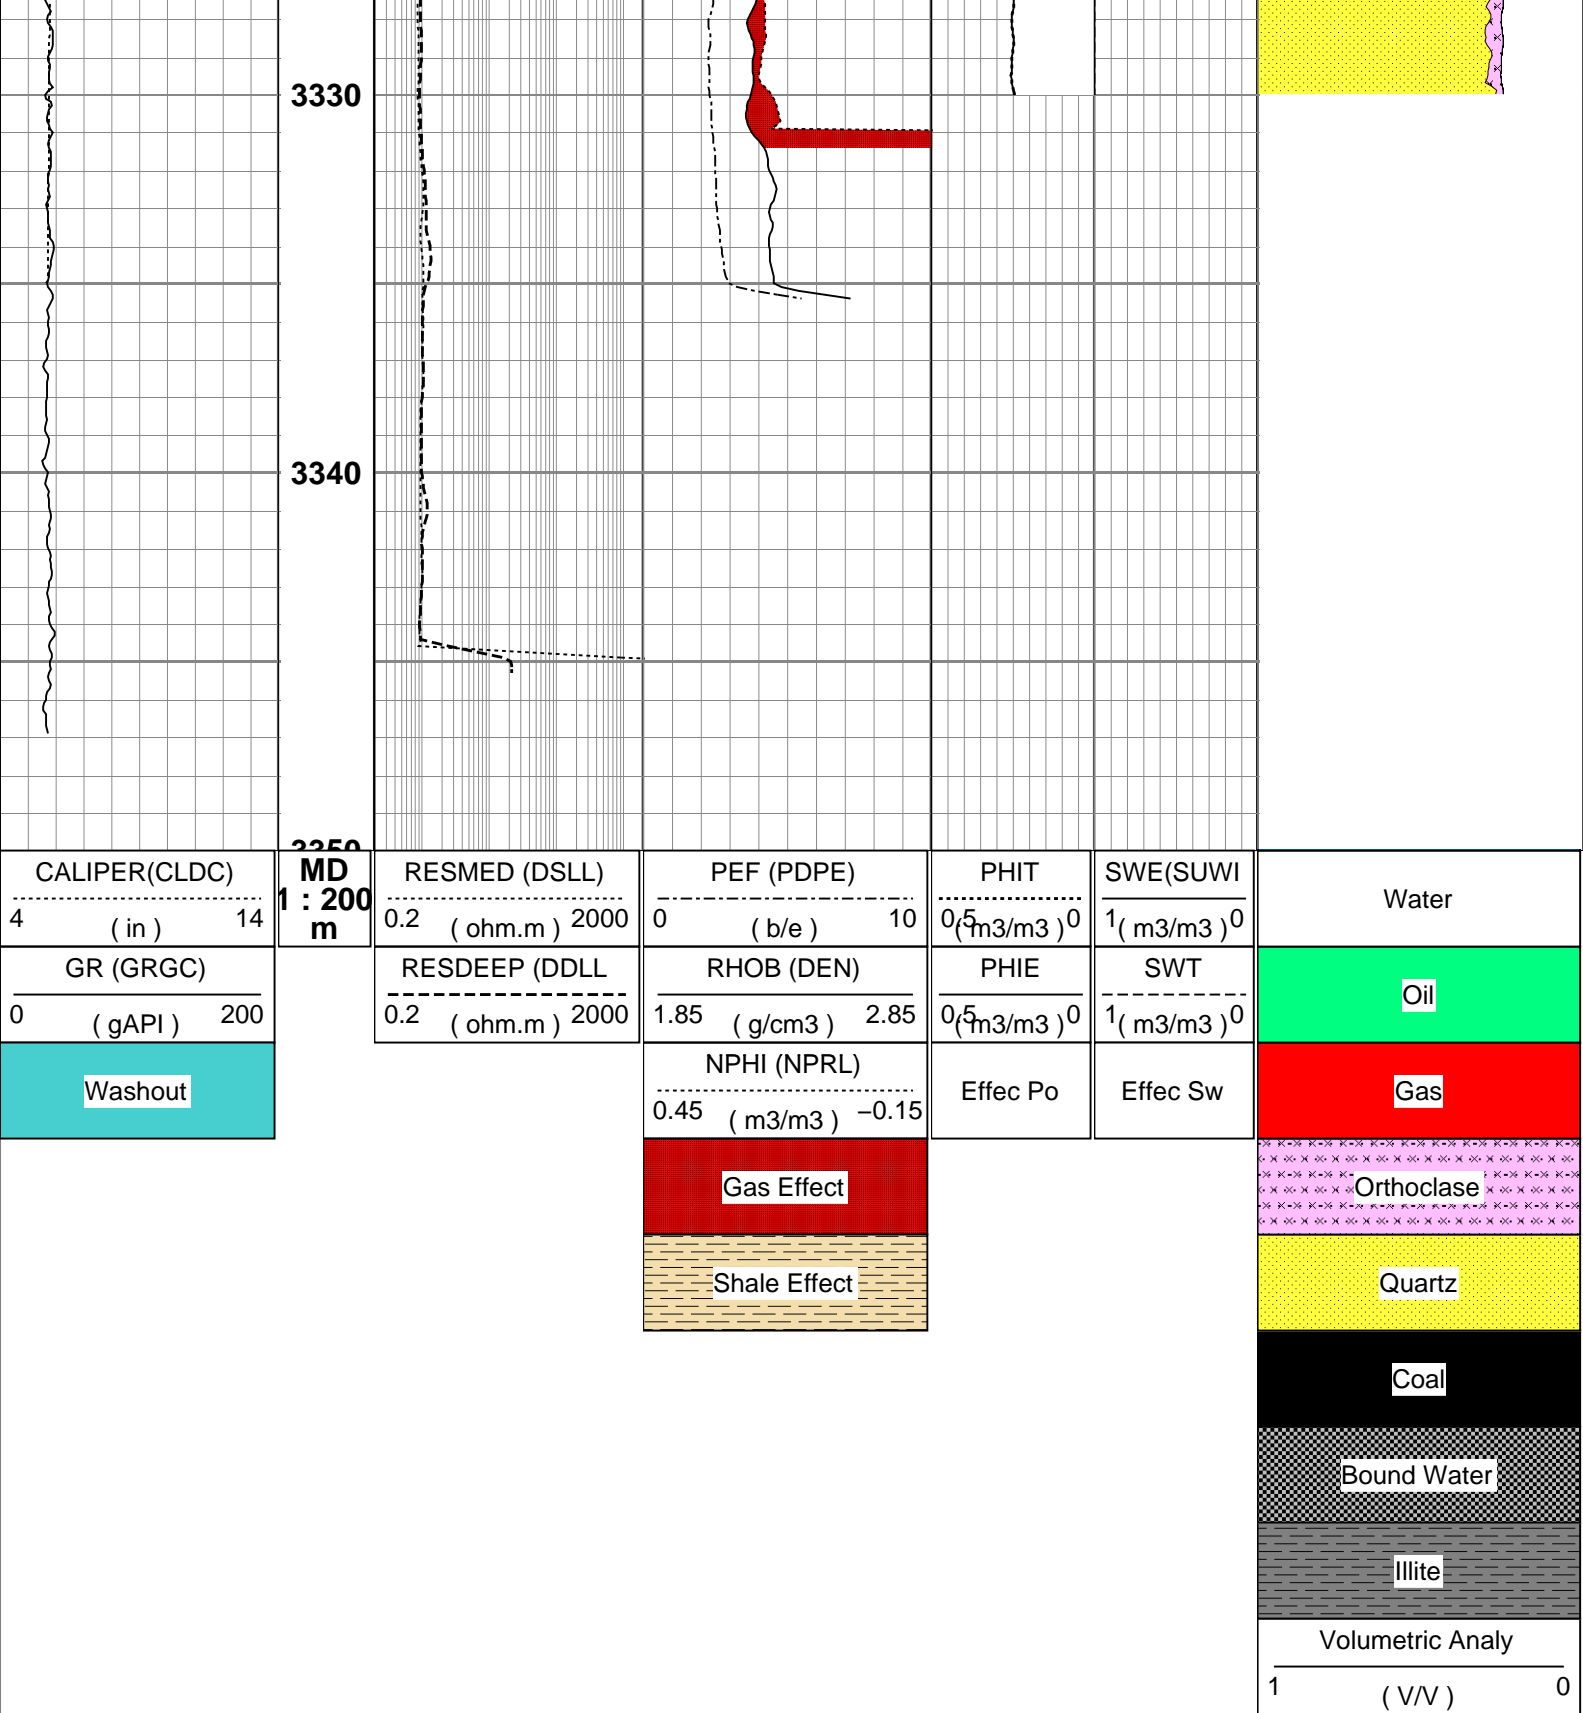 3330
3340
3350
CALIPER(CLDC)
4 ( in ) 14
GR (GRGC)
0 ( gAPI ) 200
Washout
MD
1 : 200
m
RESMED (DSLL)
0.2 ( ohm.m ) 2000
RESDEEP (DDLL
0.2 ( ohm.m ) 2000
PEF (PDPE)
0 ( b/e ) 10
RHOB (DEN)
1.85 ( g/cm3 ) 2.85
NPHI (NPRL)
0.45 ( m3/m3 ) −0.15
Gas Effect
Shale Effect
PHIT
0.5 ( m3/m3 ) 0
PHIE
0.5 ( m3/m3 ) 0
Effec Po
SWE(SUWI
1 ( m3/m3 ) 0
SWT
1 ( m3/m3 ) 0
Effec Sw
Water
Oil
Gas
Orthoclase
Quartz
Coal
Bound Water
Illite
Volumetric Analy
1 ( V/V ) 0